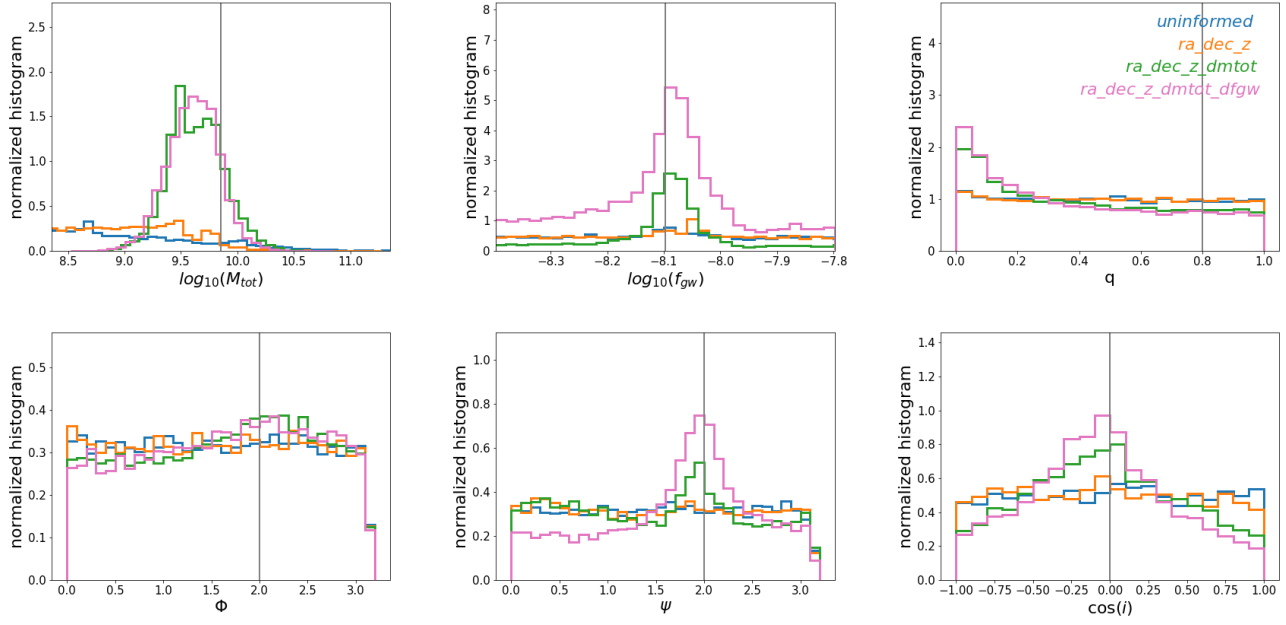 2.5
2.0
1.5
1.0
0.5
0.0
normalized histogram
8.5 9.0 9.5 10.0 10.5 11.0
log10(Mtot)
8
7
6
5
4
3
2
1
0
normalized histogram
−8.3 −8.2 −8.1 −8.0 −7.9 −7.8
log10(fgw)
4
3
2
1
0
normalized histogram
uninformed
ra_dec_z
ra_dec_z_dmtot
ra_dec_z_dmtot_dfgw
0.0 0.2 0.4 0.6 0.8 1.0
q
0.5
0.4
0.3
0.2
0.1
0.0
normalized histogram
0.0 0.5 1.0 1.5 2.0 2.5 3.0
Φ
1.0
0.8
0.6
0.4
0.2
0.0
normalized histogram
0.0 0.5 1.0 1.5 2.0 2.5 3.0
ψ
1.4
1.2
1.0
0.8
0.6
0.4
0.2
0.0
normalized histogram
−1.00 −0.75 −0.50 −0.25 0.00 0.25 0.50 0.75 1.00
cos(i)